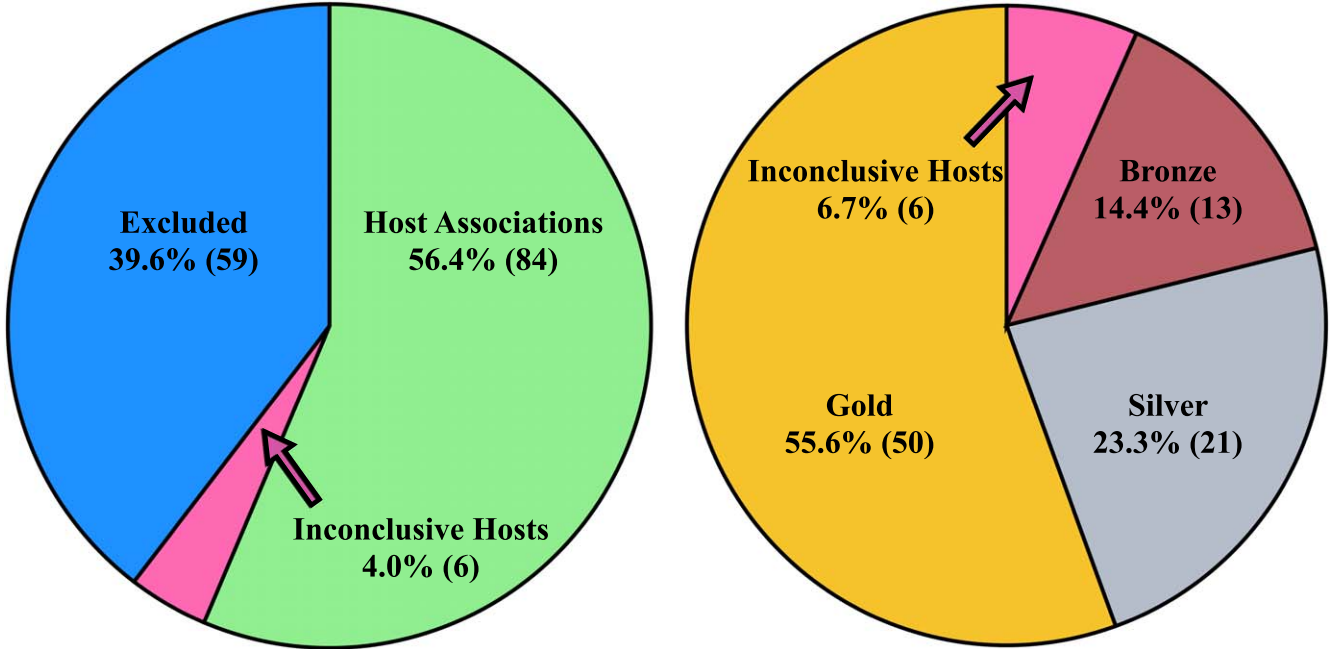 Excluded
39.6% (59)
Host Associations
56.4% (84)
Inconclusive Hosts
4.0% (6)
Inconclusive Hosts
6.7% (6)
Bronze
14.4% (13)
Gold
55.6% (50)
Silver
23.3% (21)